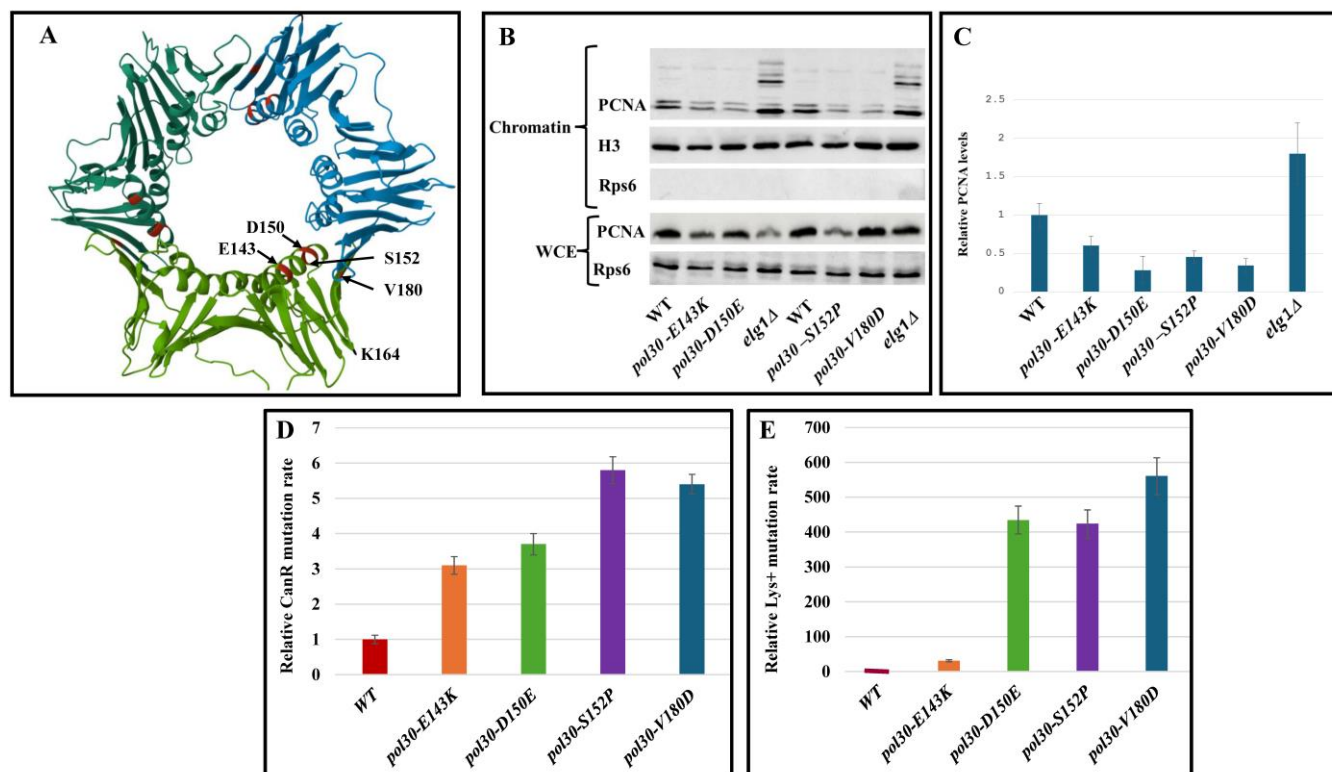 A
D150
E143
S152
V180
K164
B
Chromatin
PCNA
H3
Rps6
WCE
PCNA
Rps6
WT
pol30 -E143K
pol30-D150E
elg1Δ
WT
pol30 -S152P
pol30-V180D
elg1Δ
C
Relative PCNA levels
2.5
2
1.5
1
0.5
0
WT
pol30 -E143K
pol30-D150E
pol30 -S152P
pol30-V180D
elg1Δ
D
Relative CanR mutation rate
7
6
5
4
3
2
1
0
WT
pol30-E143K
pol30-D150E
pol30-S152P
pol30-V180D
E
Relative Lys+ mutation rate
700
600
500
400
300
200
100
0
WT
pol30-E143K
pol30-D150E
pol30-S152P
pol30-V180D